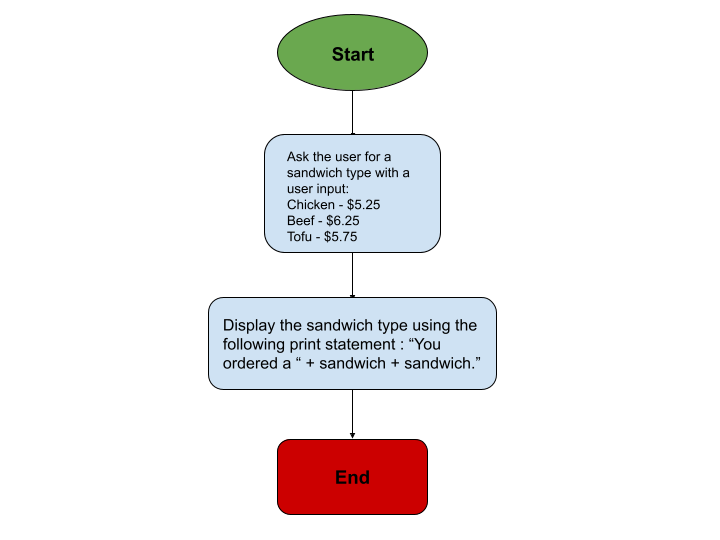 Start
Ask the user for a
sandwich type with a
user input:
Chicken - $5.25
Beef - $6.25
Tofu - $5.75
Display the sandwich type using the
following print statement : “You
ordered a “ + sandwich + sandwich.”
End